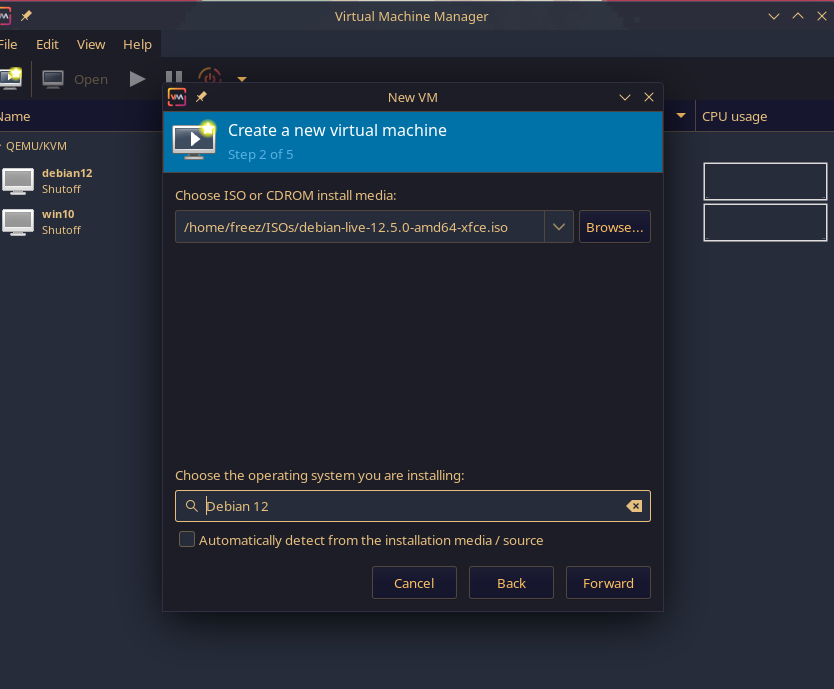 Virtual Machine Manager
File Edit View Help
Open
New VM
Name
CPU usage
Create a new virtual machine
Step 2 of 5
QEMU/KVM
debian12
Shutoff
win10
Shutoff
Choose ISO or CDROM install media:
/home/freez/ISOs/debian-live-12.5.0-amd64-xfce.iso Browse...
Choose the operating system you are installing:
Debian 12
Automatically detect from the installation media / source
Cancel Back Forward